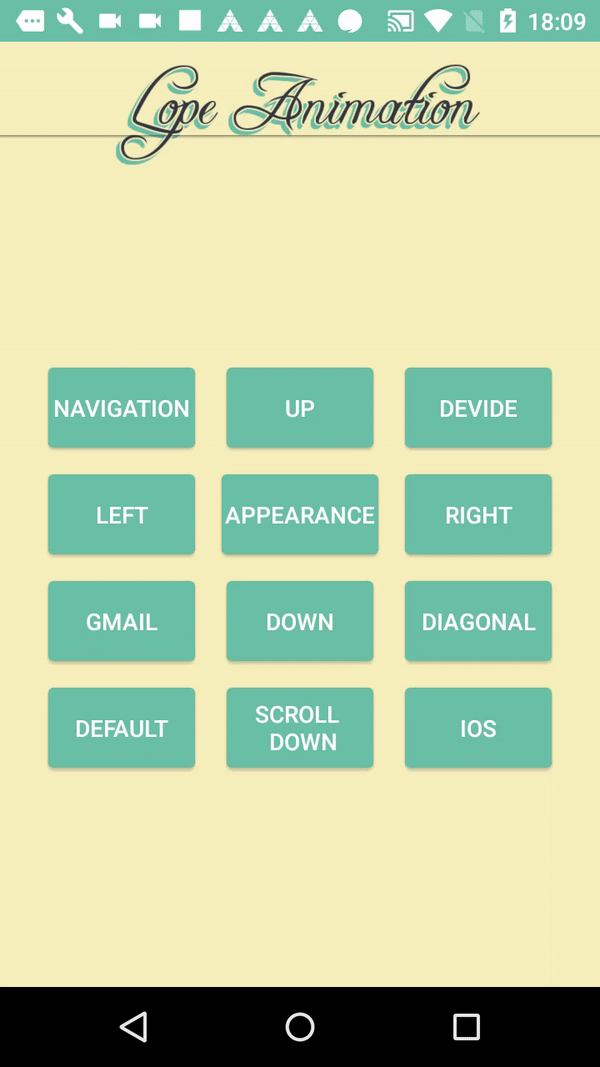 18:09
Lope Animation
NAVIGATION
UP
DEVIDE
LEFT
APPEARANCE
RIGHT
GMAIL
DOWN
DIAGONAL
DEFAULT
SCROLL
DOWN
IOS